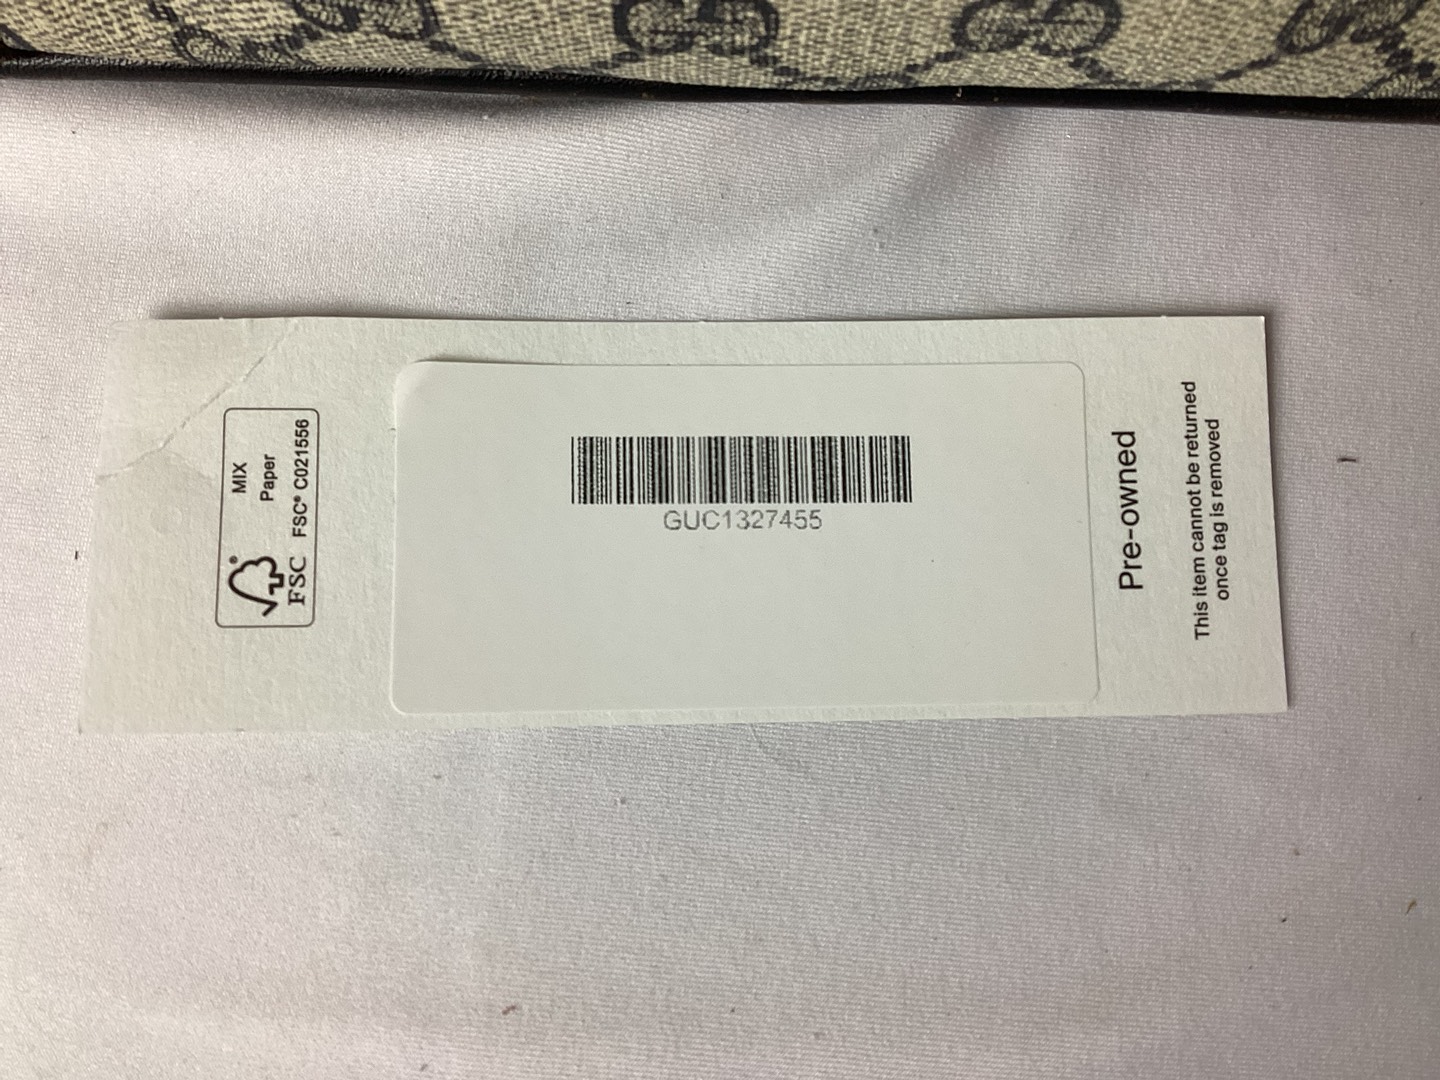 MIX
Paper
FSC® C021556
FSC
GUC1327455
Pre-owned
This item cannot be returned
once tag is removed